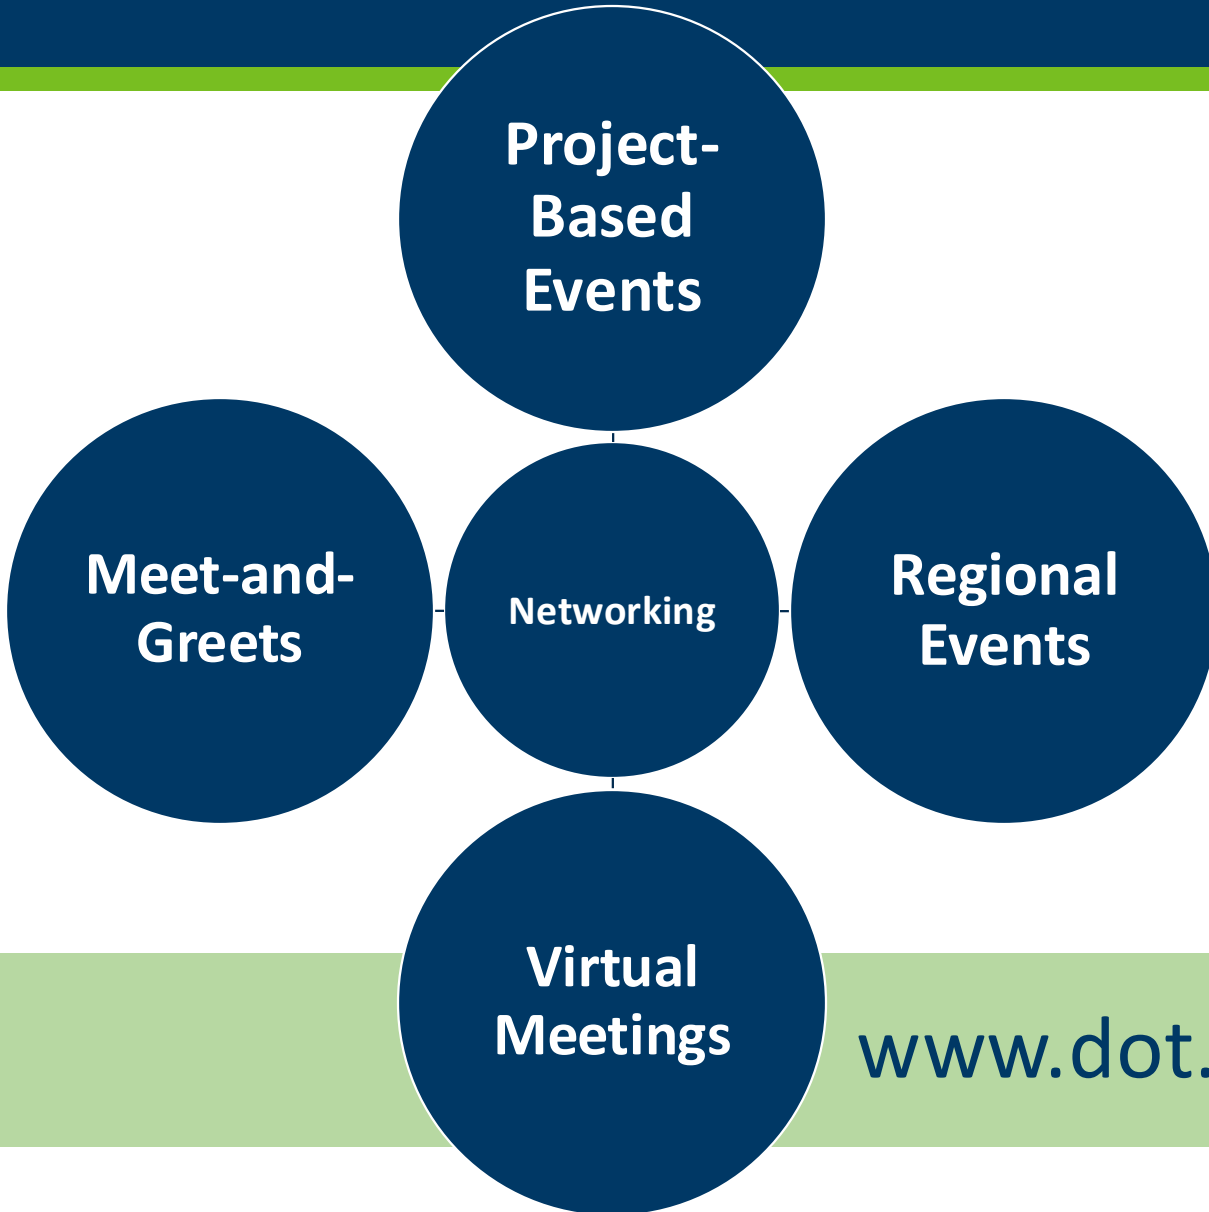 Project-
Based
Events
Meet-and-
Greets
Networking
Regional
Events
Virtual
Meetings
www.dot.